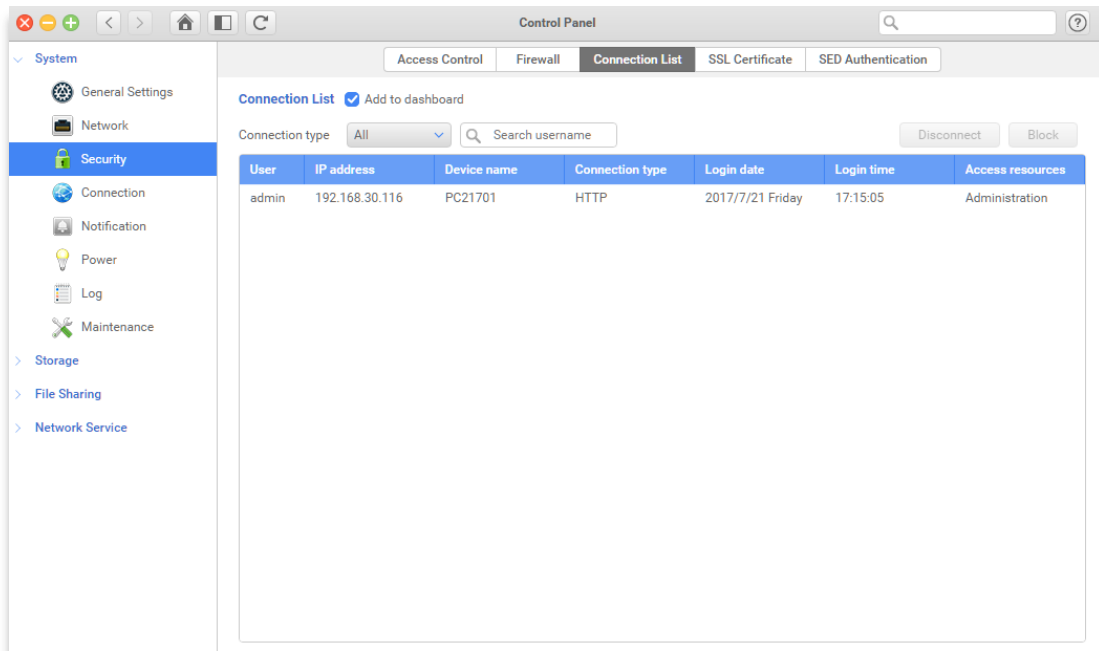 Control Panel
System
General Settings
Network
Security
Connection
Notification
Power
Log
Maintenance
Storage
File Sharing
Network Service
Access Control Firewall Connection List SSL Certificate SED Authentication
Connection List Add to dashboard
Connection type All Search username Disconnect Block
User IP address Device name Connection type Login date Login time Access resources
admin 192.168.30.116 PC21701 HTTP 2017/7/21 Friday 17:15:05 Administration